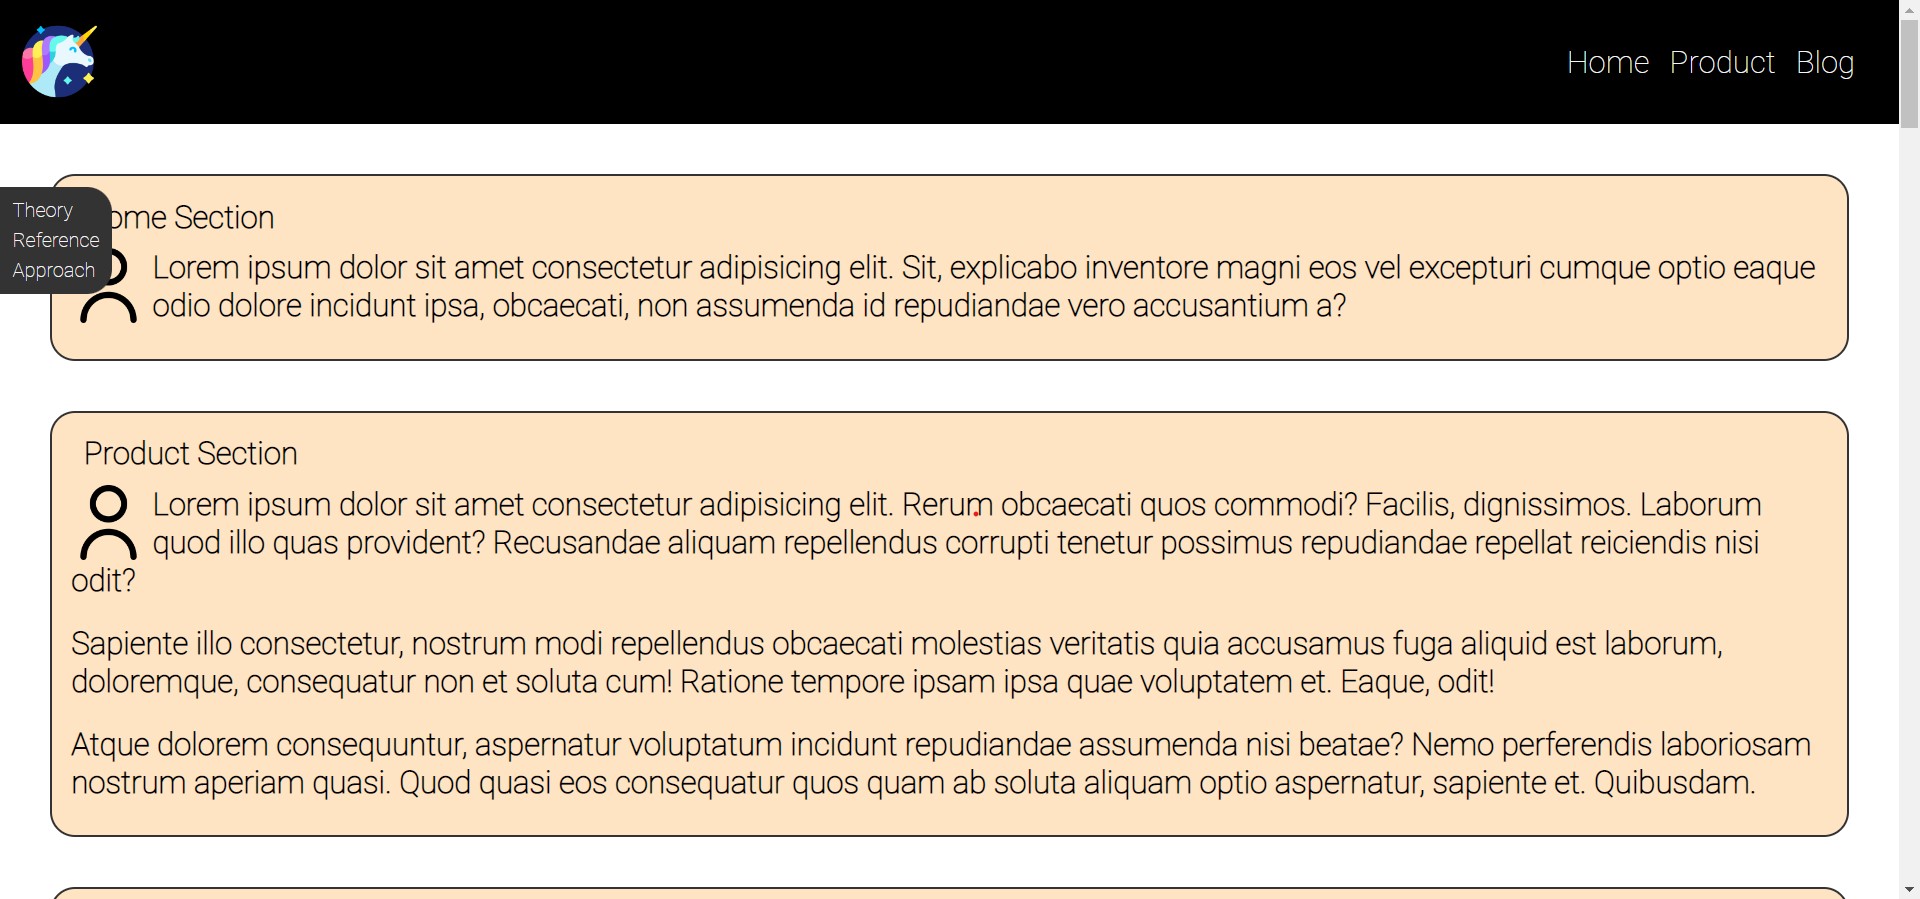 Home Product Blog
Theory
Reference
Approach
ome Section
Lorem ipsum dolor sit amet consectetur adipisicing elit. Sit, explicabo inventore magni eos vel excepturi cumque optio eaque
odio dolore incidunt ipsa, obcaecati, non assumenda id repudiandae vero accusantium a?
Product Section
Lorem ipsum dolor sit amet consectetur adipisicing elit. Rerum obcaecati quos commodi? Facilis, dignissimos. Laborum
quod illo quas provident? Recusandae aliquam repellendus corrupti tenetur possimus repudiandae repellat reiciendis nisi
odit?
Sapiente illo consectetur, nostrum modi repellendus obcaecati molestias veritatis quia accusamus fuga aliquid est laborum,
doloremque, consequatur non et soluta cum! Ratione tempore ipsam ipsa quae voluptatem et. Eaque, odit!
Atque dolorem consequuntur, aspernatur voluptatum incidunt repudiandae assumenda nisi beatae? Nemo perferendis laboriosam
nostrum aperiam quasi. Quod quasi eos consequatur quos quam ab soluta aliquam optio aspernatur, sapiente et. Quibusdam.